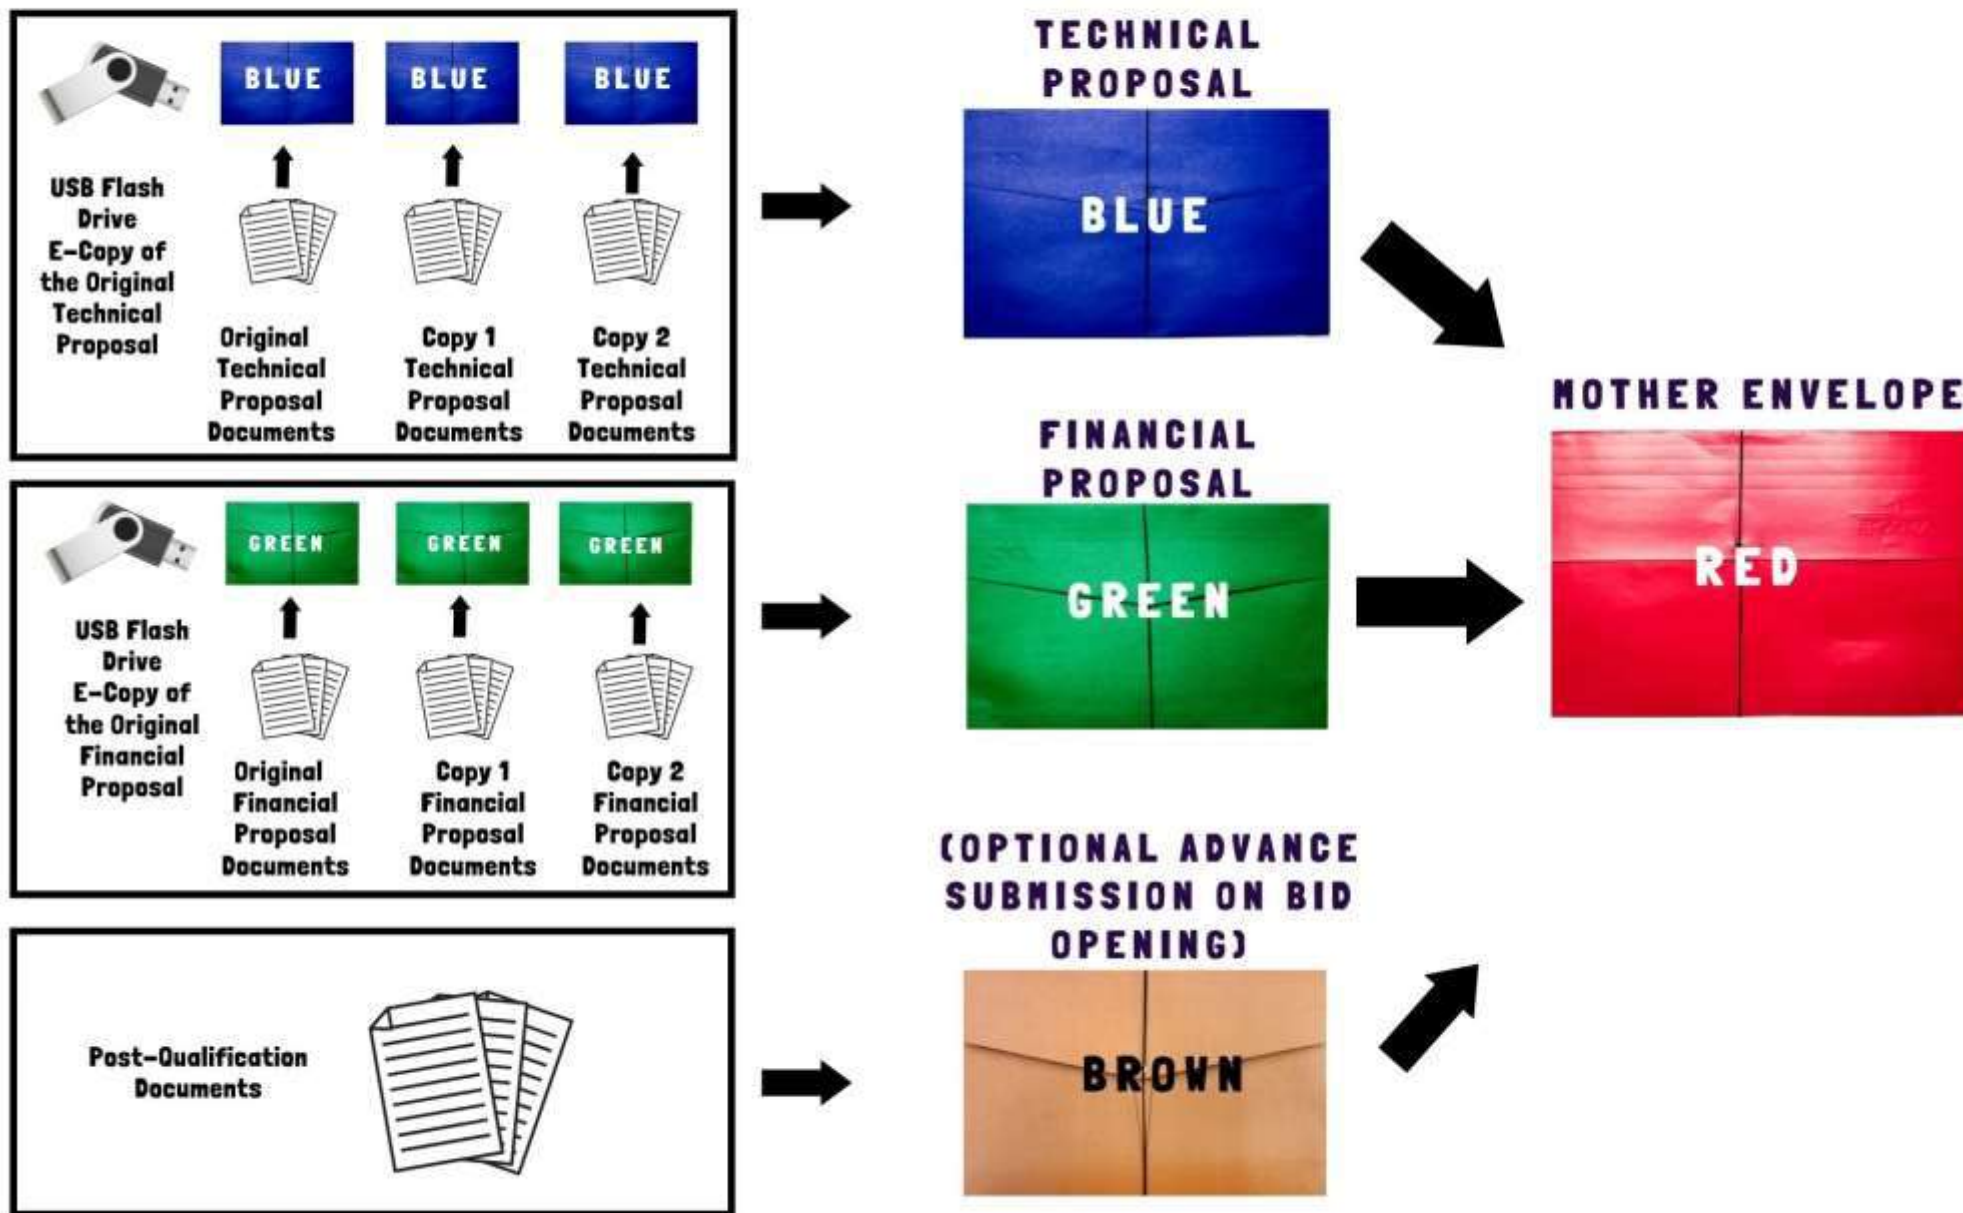 BLUE
BLUE
BLUE
USB Flash
Drive
E-Copy of
the Original
Technical
Proposal
Original
Technical
Proposal
Documents
Copy 1
Technical
Proposal
Documents
Copy 2
Technical
Proposal
Documents
TECHNICAL
PROPOSAL
BLUE
GREEN
GREEN
GREEN
USB Flash
Drive
E-Copy of
the Original
Financial
Proposal
Original
Financial
Proposal
Documents
Copy 1
Financial
Proposal
Documents
Copy 2
Financial
Proposal
Documents
FINANCIAL
PROPOSAL
GREEN
MOTHER ENVELOPE
RED
Post-Qualification
Documents
(OPTIONAL ADVANCE
SUBMISSION ON BID
OPENING)
BROWN